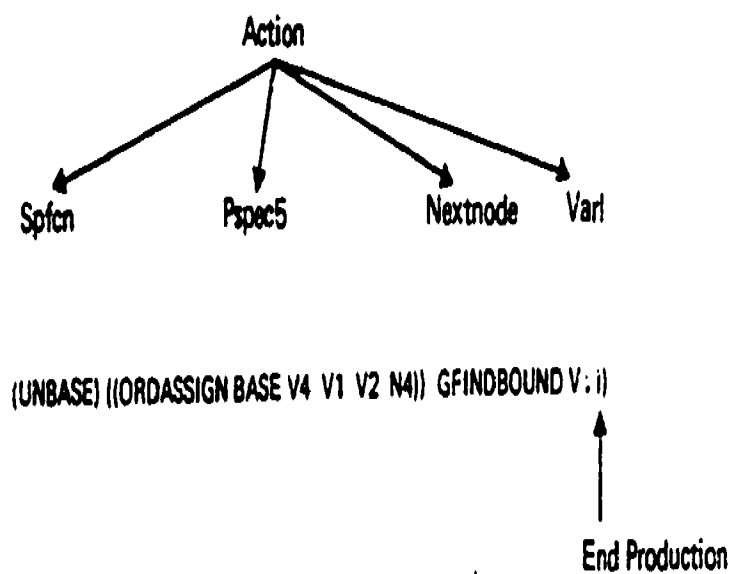 Action
Spfcn Pspec5 Nextnode Varl
(UNBASE) ((ORDASSIGN BASE V4 V1 V2 N4)) GFINDBOUND
End Production